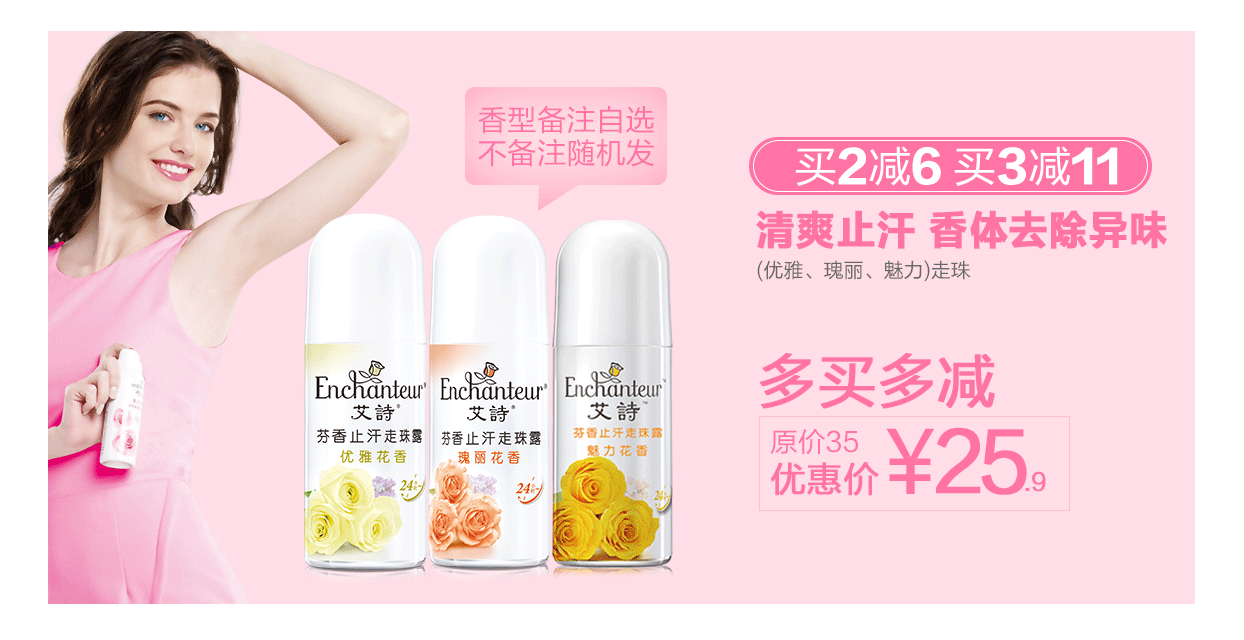 香型备注自选
不备注随机发
买2减6 买3减11
清爽止汗 香体去除异味
(优雅、瑰丽、魅力)走珠
多买多减
原价35
优惠价 ¥25.9
Enchanteur®
艾詩®
芬香止汗走珠露
优雅花香
24
Enchanteur®
艾詩®
芬香止汗走珠露
瑰丽花香
24
Enchanteur™
艾詩™
芬香止汗走珠露
魅力花香
24